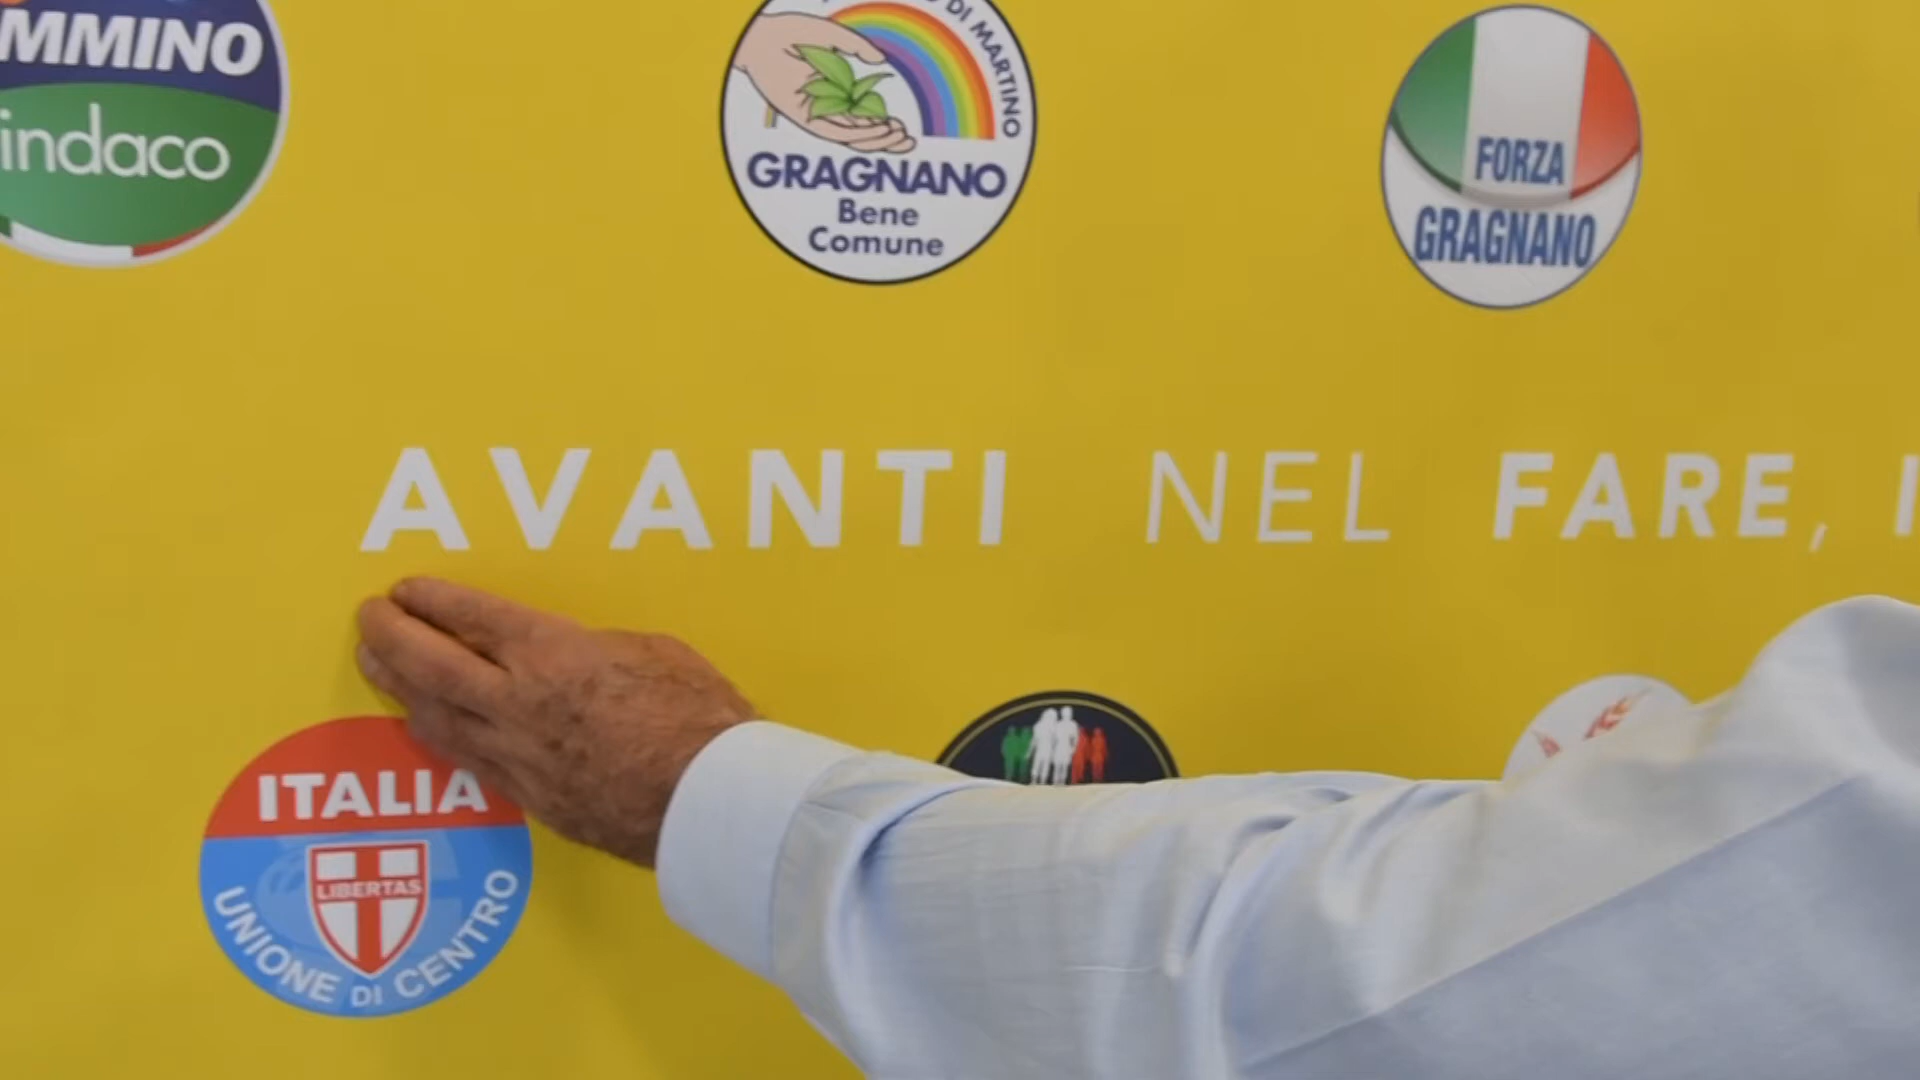 MMINO
indaco
DI MARTINO
GRAGNANO
Bene
Comune
FORZA
GRAGNANO
AVANTI NEL FARE,
ITALIA
LIBERTAS
UNIONE DI CENTRO